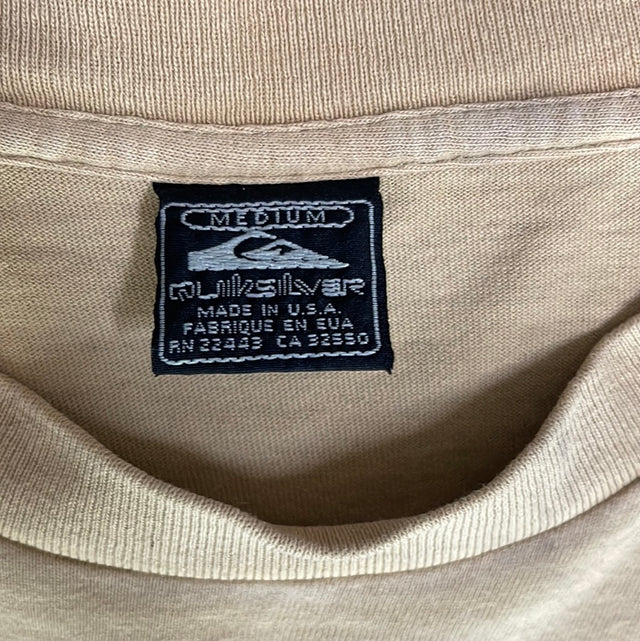 MEDIUM
QUIKSILVER
MADE IN U.S.A.
FABRIQUE EN EUA
RN 22443 CA 32550